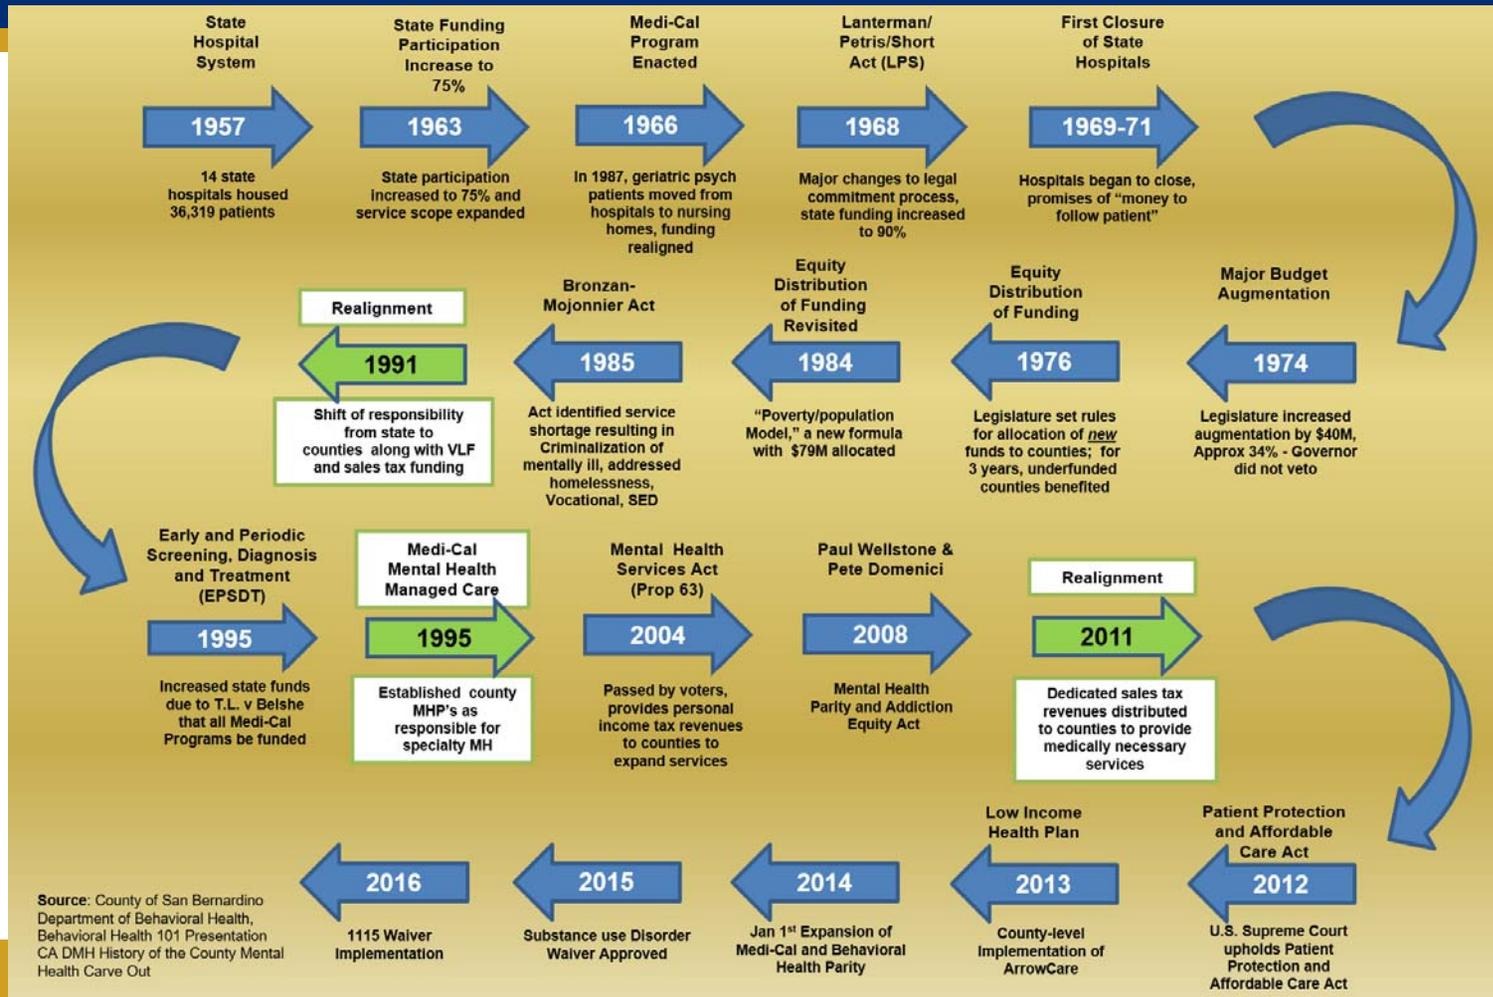 State
Hospital
System
1957
14 state
hospitals housed
36,319 patients
State Funding
Participation
Increase to
75%
1963
State participation
increased to 75% and
service scope expanded
Medi-Cal
Program
Enacted
1966
In 1987, geriatric psych
patients moved from
hospitals to nursing
homes, funding
realigned
Lanterman/
Petris/Short
Act (LPS)
1968
Major changes to legal
commitment process,
state funding increased
to 90%
First Closure
of State
Hospitals
1969-71
Hospitals began to close,
promises of “money to
follow patient”
Major Budget
Augmentation
1974
Legislature increased
augmentation by $40M,
Approx 34% - Governor
did not veto
Equity
Distribution
of Funding
1976
Legislature set rules
for allocation of new
funds to counties; for
3 years, underfunded
counties benefited
Equity
Distribution
of Funding
Revisited
1984
“Poverty/population
Model,” a new formula
with $79M allocated
Bronzan-
Mojonnier Act
1985
Act identified service
shortage resulting in
Criminalization of
mentally ill, addressed
homelessness,
Vocational, SED
Realignment
1991
Shift of responsibility
from state to
counties along with VLF
and sales tax funding
Early and Periodic
Screening, Diagnosis
and Treatment
(EPSDT)
1995
Increased state funds
due to T.L. v Belshe
that all Medi-Cal
Programs be funded
Medi-Cal
Mental Health
Managed Care
1995
Established county
MHP's as
responsible for
specialty MH
Mental Health
Services Act
(Prop 63)
2004
Passed by voters,
provides personal
income tax revenues
to counties to
expand services
Paul Wellstone &
Pete Domenici
2008
Mental Health
Parity and Addiction
Equity Act
Realignment
2011
Dedicated sales tax
revenues distributed
to counties to provide
medically necessary
services
Patient Protection
and Affordable
Care Act
2012
U.S. Supreme Court
upholds Patient
Protection and
Affordable Care Act
Low Income
Health Plan
2013
County-level
Implementation of
ArrowCare
2014
Jan 1st Expansion of
Medi-Cal and Behavioral
Health Parity
2015
Substance use Disorder
Waiver Approved
2016
1115 Waiver
Implementation
Source: County of San Bernardino
Department of Behavioral Health,
Behavioral Health 101 Presentation
CA DMH History of the County Mental
Health Carve Out